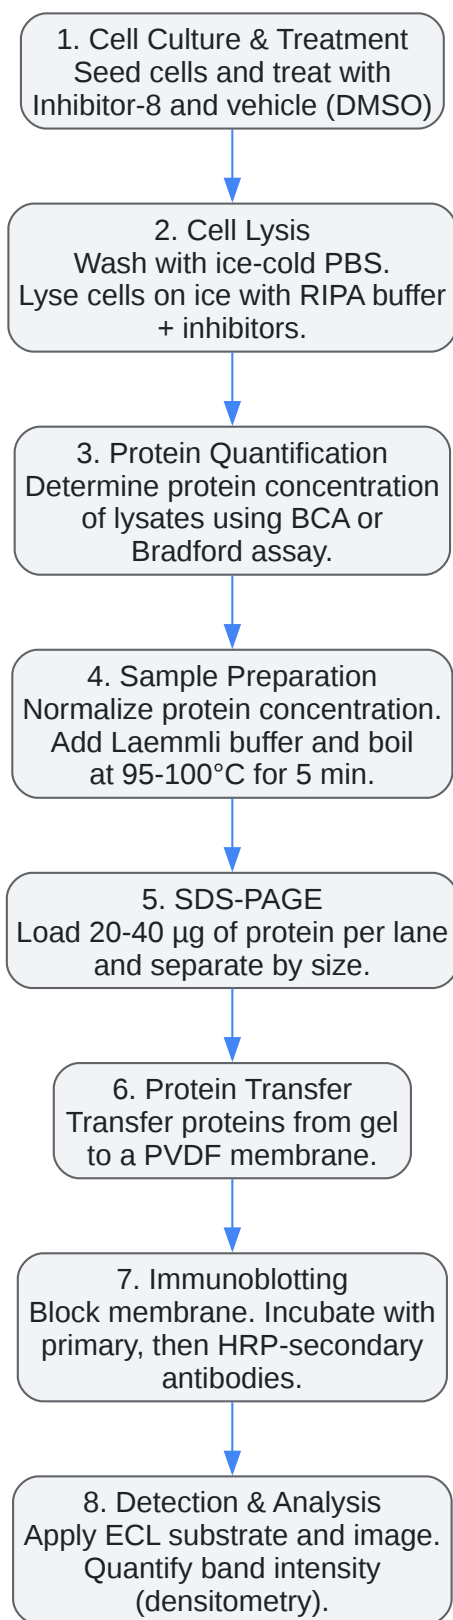 1. Cell Culture & Treatment
Seed cells and treat with
Inhibitor-8 and vehicle (DMSO)
2. Cell Lysis
Wash with ice-cold PBS.
Lyse cells on ice with RIPA buffer
+ inhibitors.
3. Protein Quantification
Determine protein concentration
of lysates using BCA or
Bradford assay.
4. Sample Preparation
Normalize protein concentration.
Add Laemmli buffer and boil
at 95-100°C for 5 min.
5. SDS-PAGE
Load 20-40 µg of protein per lane
and separate by size.
6. Protein Transfer
Transfer proteins from gel
to a PVDF membrane.
7. Immunoblotting
Block membrane. Incubate with
primary, then HRP-secondary
antibodies.
8. Detection & Analysis
Apply ECL substrate and image.
Quantify band intensity
(densitometry).